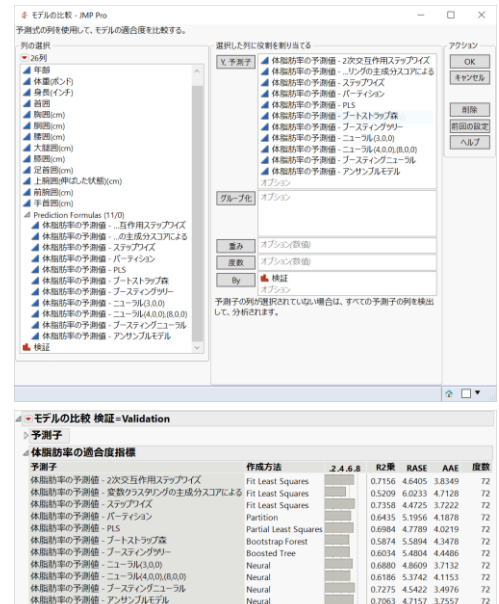 モデルの比較 - JMP Pro
予測式の列を使用して、モデルの適合度を比較する。
列の選択
26列
年齢
体重(ポンド)
身長(インチ)
首囲
胸囲(cm)
胴囲(cm)
腰囲(cm)
大腿囲(cm)
膝囲(cm)
足首囲(cm)
上腕囲(伸ばした状態)(cm)
前腕囲(cm)
手首囲(cm)
Prediction Formulas (11/0)
体脂肪率の予測値 - ...互作用ステップワイズ
体脂肪率の予測値 - ...の主成分スコアによる
体脂肪率の予測値 - ステップワイズ
体脂肪率の予測値 - パーティション
体脂肪率の予測値 - PLS
体脂肪率の予測値 - ブートストラップ森
体脂肪率の予測値 - ブースティングツリー
体脂肪率の予測値 - ニューラル(3,0,0)
体脂肪率の予測値 - ニューラル(4,0,0),(8,0,0)
体脂肪率の予測値 - ブースティングニューラル
体脂肪率の予測値 - アンサンブルモデル
検証
選択した列に役割を割り当てる
Y, 予測子
体脂肪率の予測値 - 2次交互作用ステップワイズ
体脂肪率の予測値 - ...リングの主成分スコアによる
体脂肪率の予測値 - ステップワイズ
体脂肪率の予測値 - パーティション
体脂肪率の予測値 - PLS
体脂肪率の予測値 - ブートストラップ森
体脂肪率の予測値 - ブースティングツリー
体脂肪率の予測値 - ニューラル(3,0,0)
体脂肪率の予測値 - ニューラル(4,0,0),(8,0,0)
体脂肪率の予測値 - ブースティングニューラル
体脂肪率の予測値 - アンサンブルモデル
オプション
グループ化 オプション
重み オプション(数値)
度数 オプション(数値)
By 検証
オプション
予測子の列が選択されていない場合は、すべての予測子の列を検出して、分析されます。
アクション
OK
キャンセル
削除
前回の設定
ヘルプ
モデルの比較 検証=Validation
予測子
体脂肪率の適合度指標
予測子 作成方法 .2.4.6.8 R2乗 RASE AAE 度数
体脂肪率の予測値 - 2次交互作用ステップワイズ Fit Least Squares 0.7156 4.6405 3.8349 72
体脂肪率の予測値 - 変数クラスタリングの主成分スコアによる Fit Least Squares 0.5209 6.0233 4.7128 72
体脂肪率の予測値 - ステップワイズ Fit Least Squares 0.7358 4.4725 3.7222 72
体脂肪率の予測値 - パーティション Partition 0.6435 5.1956 4.1878 72
体脂肪率の予測値 - PLS Partial Least Squares 0.6984 4.7789 4.0219 72
体脂肪率の予測値 - ブートストラップ森 Bootstrap Forest 0.5874 5.5894 4.3478 72
体脂肪率の予測値 - ブースティングツリー Boosted Tree 0.6034 5.4804 4.4486 72
体脂肪率の予測値 - ニューラル(3,0,0) Neural 0.6880 4.8609 3.7132 72
体脂肪率の予測値 - ニューラル(4,0,0),(8,0,0) Neural 0.6186 5.3742 4.1153 72
体脂肪率の予測値 - ブースティングニューラル Neural 0.7275 4.5422 3.4976 72
体脂肪率の予測値 - アンサンブルモデル Neural 0.7063 4.7157 3.7557 72